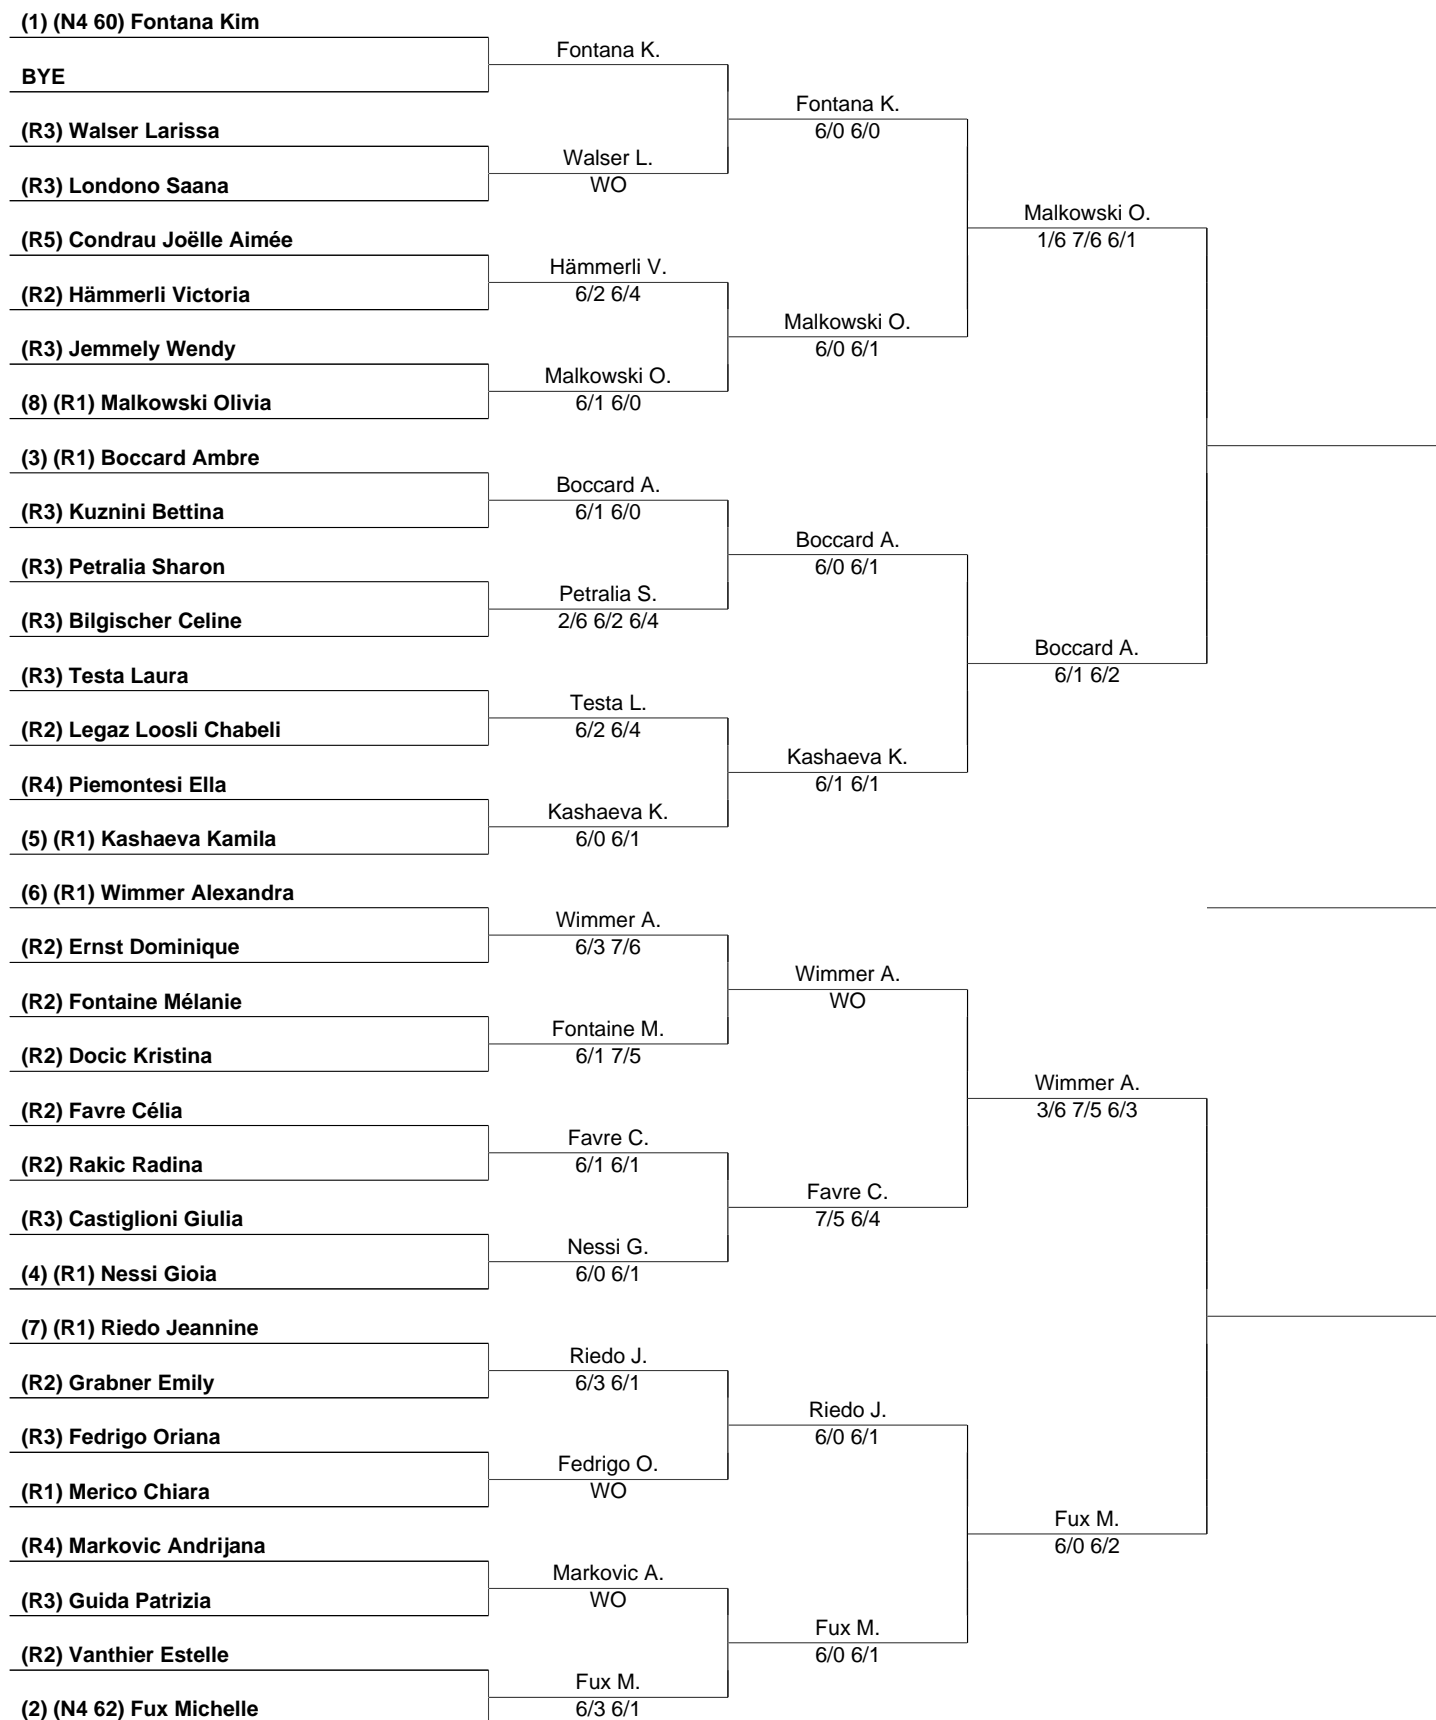 (1) (N4 60) Fontana Kim
BYE
(R3) Walser Larissa
(R3) Londono Saana
(R5) Condrau Joëlle Aimée
(R2) Hämmerli Victoria
(R3) Jemmely Wendy
(8) (R1) Malkowski Olivia
(3) (R1) Boccard Ambre
(R3) Kuznini Bettina
(R3) Petralia Sharon
(R3) Bilgischer Celine
(R3) Testa Laura
(R2) Legaz Loosli Chabeli
(R4) Piemontesi Ella
(5) (R1) Kashaeva Kamila
(6) (R1) Wimmer Alexandra
(R2) Ernst Dominique
(R2) Fontaine Mélanie
(R2) Docic Kristina
(R2) Favre Célia
(R2) Rakic Radina
(R3) Castiglioni Giulia
(4) (R1) Nessi Gioia
(7) (R1) Riedo Jeannine
(R2) Grabner Emily
(R3) Fedrigo Oriana
(R1) Merico Chiara
(R4) Markovic Andrijana
(R3) Guida Patrizia
(R2) Vanthier Estelle
(2) (N4 62) Fux Michelle
Fontana K.
Walser L.
WO
Hämmerli V.
6/2 6/4
Malkowski O.
6/1 6/0
Boccard A.
6/1 6/0
Petralia S.
2/6 6/2 6/4
Testa L.
6/2 6/4
Kashaeva K.
6/0 6/1
Wimmer A.
6/3 7/6
Fontaine M.
6/1 7/5
Favre C.
6/1 6/1
Nessi G.
6/0 6/1
Riedo J.
6/3 6/1
Fedrigo O.
WO
Markovic A.
WO
Fux M.
6/3 6/1
Fontana K.
6/0 6/0
Malkowski O.
6/0 6/1
Boccard A.
6/0 6/1
Kashaeva K.
6/1 6/1
Wimmer A.
WO
Favre C.
7/5 6/4
Riedo J.
6/0 6/1
Fux M.
6/0 6/1
Malkowski O.
1/6 7/6 6/1
Boccard A.
6/1 6/2
Wimmer A.
3/6 7/5 6/3
Fux M.
6/0 6/2